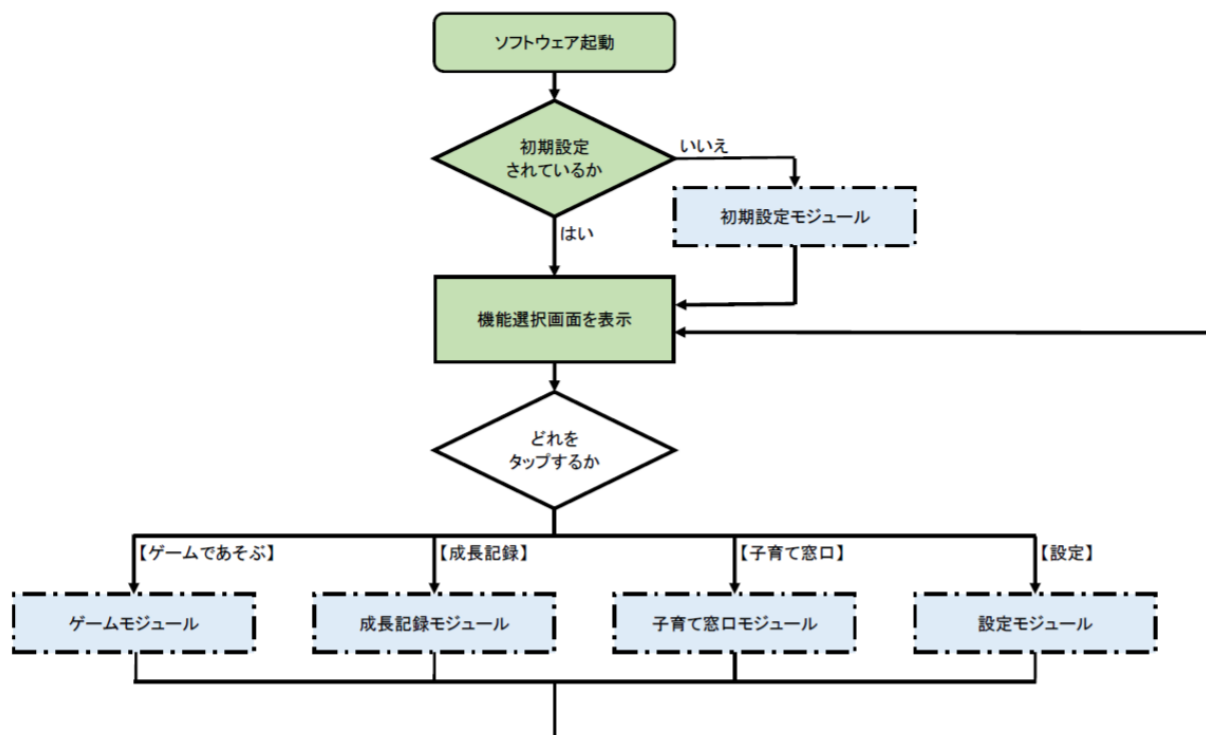 ソフトウェア起動
初期設定
されているか
いいえ
初期設定モジュール
はい
機能選択画面を表示
どれを
タップするか
【ゲームであそぶ】
【成長記録】
【子育て窓口】
【設定】
ゲームモジュール
成長記録モジュール
子育て窓口モジュール
設定モジュール